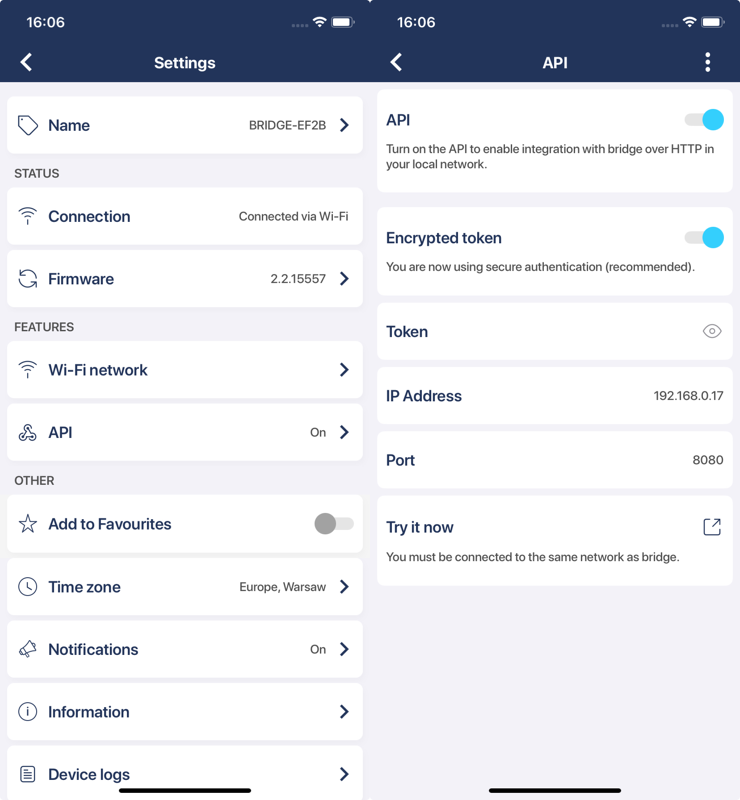 16:06
Settings
Name
BRIDGE-EF2B
STATUS
Connection
Connected via Wi-Fi
Firmware
2.2.15557
FEATURES
Wi-Fi network
API
On
OTHER
Add to Favourites
Time zone
Europe, Warsaw
Notifications
On
Information
Device logs
16:06
API
API
Turn on the API to enable integration with bridge over HTTP in
your local network.
Encrypted token
You are now using secure authentication (recommended).
Token
IP Address
192.168.0.17
Port
8080
Try it now
You must be connected to the same network as bridge.